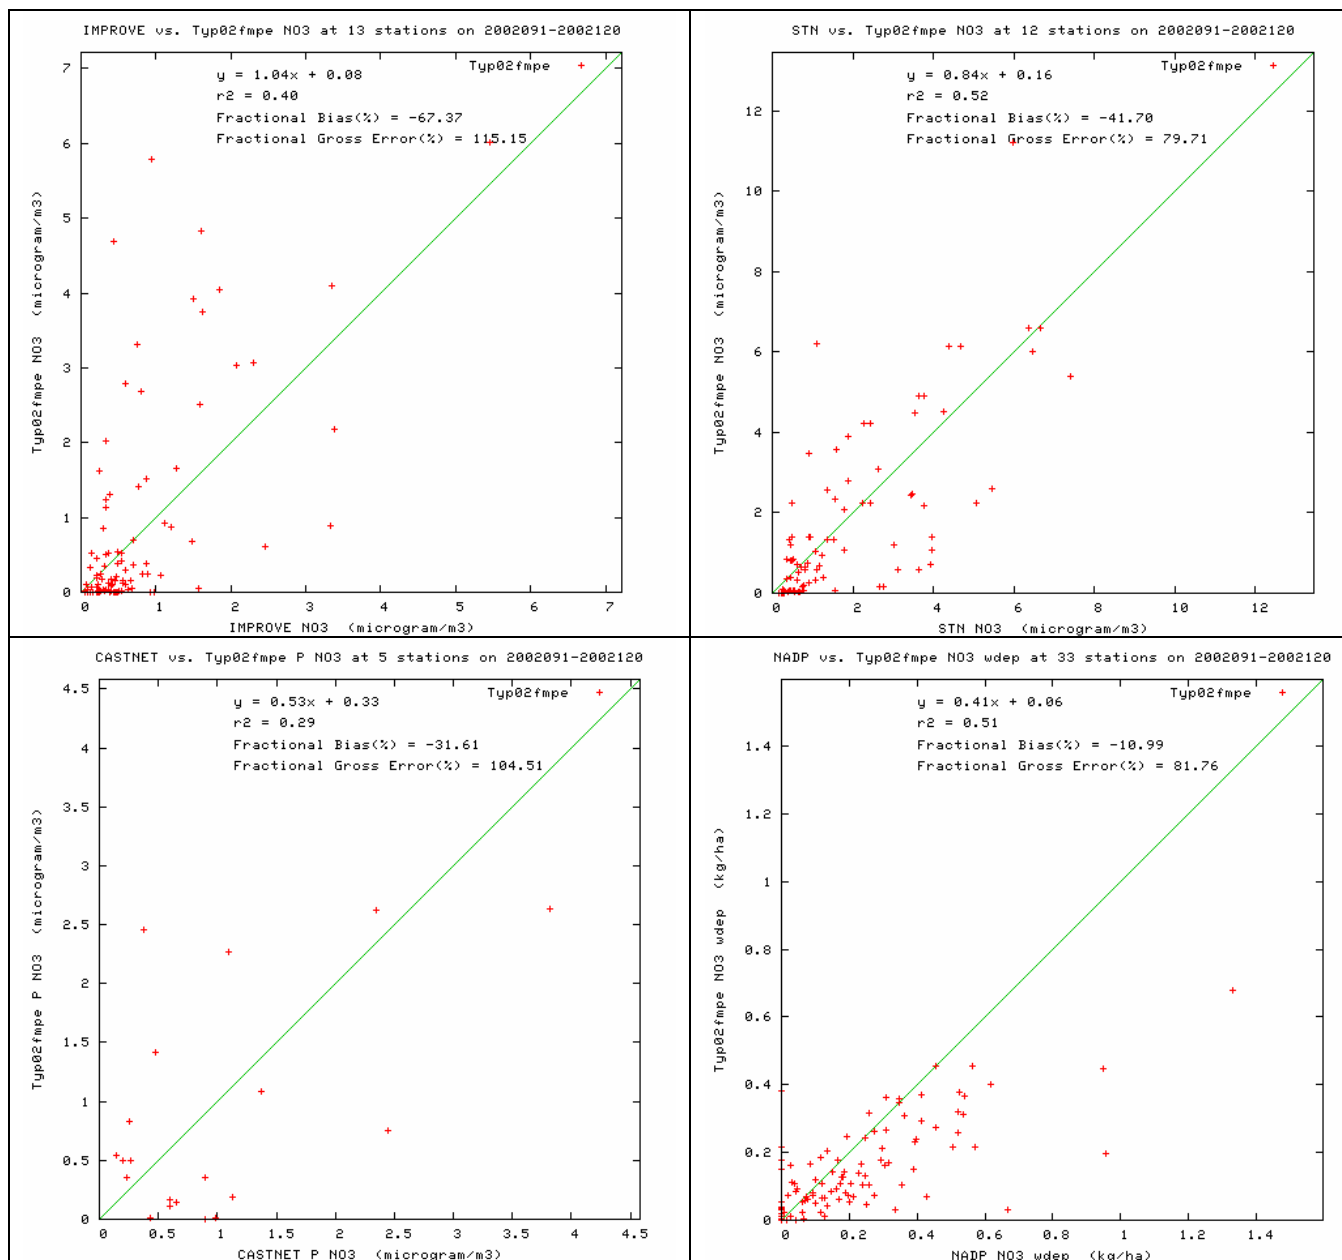 IMPROVE vs. Typ02fmpe NO3 at 13 stations on 2002091-2002120
Typ02fmpe
y = 1.04x + 0.08
r2 = 0.40
Fractional Bias(%) = -67.37
Fractional Gross Error(%) = 115.15
7
6
5
4
3
2
1
0
Typ02fmpe NO3 (microgram/m3)
0 1 2 3 4 5 6 7
IMPROVE NO3 (microgram/m3)
STN vs. Typ02fmpe NO3 at 12 stations on 2002091-2002120
Typ02fmpe
y = 0.84x + 0.16
r2 = 0.52
Fractional Bias(%) = -41.70
Fractional Gross Error(%) = 79.71
12
10
8
6
4
2
0
Typ02fmpe NO3 (microgram/m3)
0 2 4 6 8 10 12
STN NO3 (microgram/m3)
CASTNET vs. Typ02fmpe P NO3 at 5 stations on 2002091-2002120
Typ02fmpe
y = 0.53x + 0.33
r2 = 0.29
Fractional Bias(%) = -31.61
Fractional Gross Error(%) = 104.51
4.5
4
3.5
3
2.5
2
1.5
1
0.5
0
Typ02fmpe P NO3 (microgram/m3)
0 0.5 1 1.5 2 2.5 3 3.5 4 4.5
CASTNET P NO3 (microgram/m3)
NADP vs. Typ02fmpe NO3 wdep at 33 stations on 2002091-2002120
Typ02fmpe
y = 0.41x + 0.06
r2 = 0.51
Fractional Bias(%) = -10.99
Fractional Gross Error(%) = 81.76
1.4
1.2
1
0.8
0.6
0.4
0.2
0
Typ02fmpe NO3 wdep (kg/ha)
0 0.2 0.4 0.6 0.8 1 1.2 1.4
NADP NO3 wdep (kg/ha)